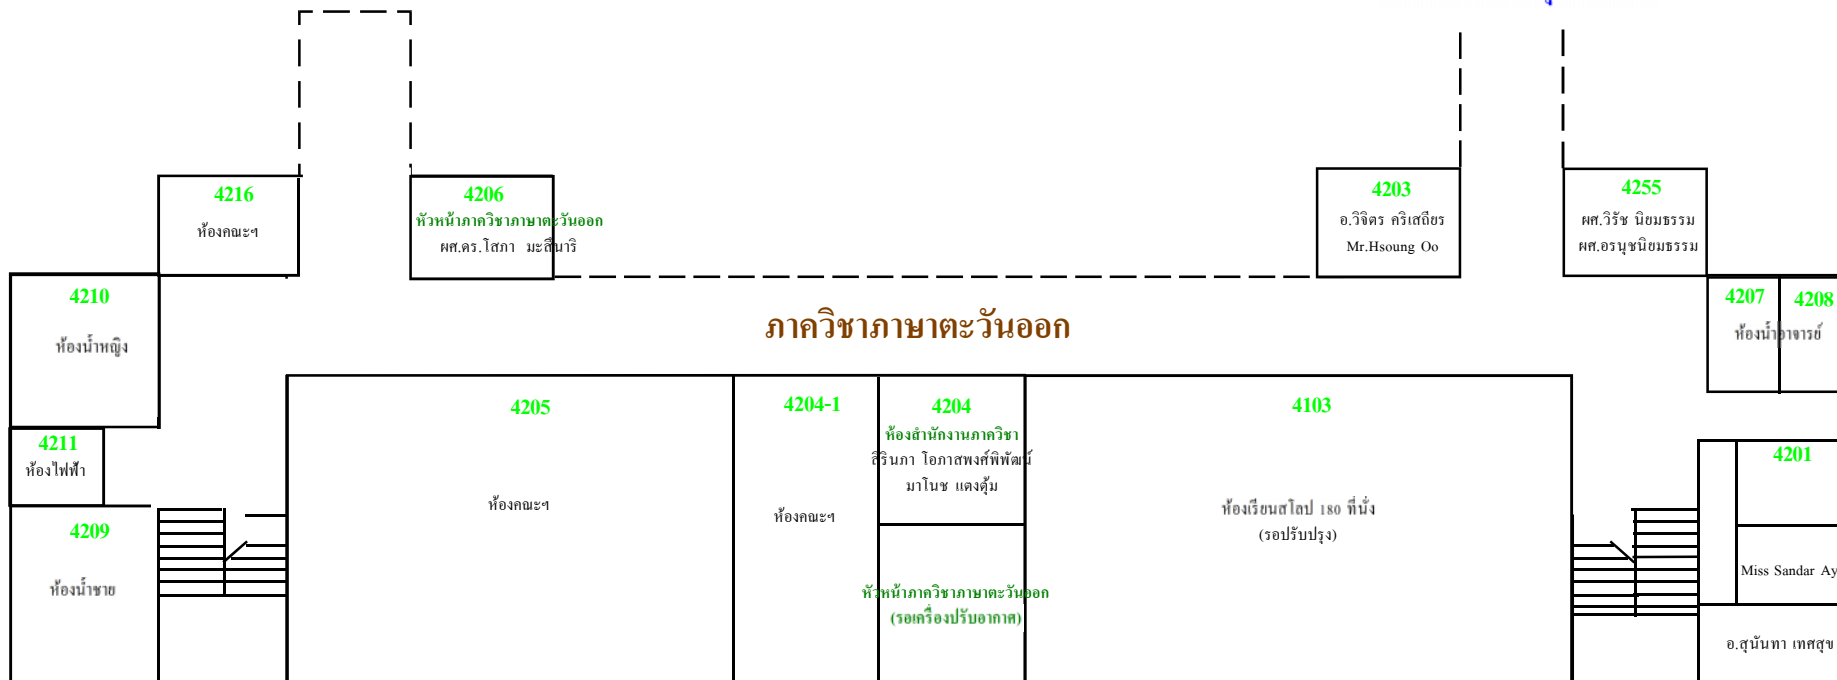 4216
ห้องคณะฯ
4206
หัวหน้าภาควิชาภาษาตะวันออก
ผศ.ดร.โสภา มะสึนาริ
4203
อ.วิจิตร คริเสถียร
Mr.Hsoung Oo
4255
ผศ.วิรัช นิยมธรรม
ผศ.อรนุชนิยมธรรม
4210
ห้องน้ำหญิง
ภาควิชาภาษาตะวันออก
4207
4208
ห้องน้ำอาจารย์
4211
ห้องไฟฟ้า
4209
ห้องน้ำชาย
4205
ห้องคณะฯ
4204-1
ห้องคณะฯ
4204
ห้องสำนักงานภาควิชา
สิรินภา โอภาสพงศ์พิพัฒน์
มาโนช แตงตุ้ม
หัวหน้าภาควิชาภาษาตะวันออก
(รอเครื่องปรับอากาศ)
4103
ห้องเรียนสโลป 180 ที่นั่ง
(รอปรับปรุง)
4201
Miss Sandar Ay
อ.สุนันทา เทศสุข